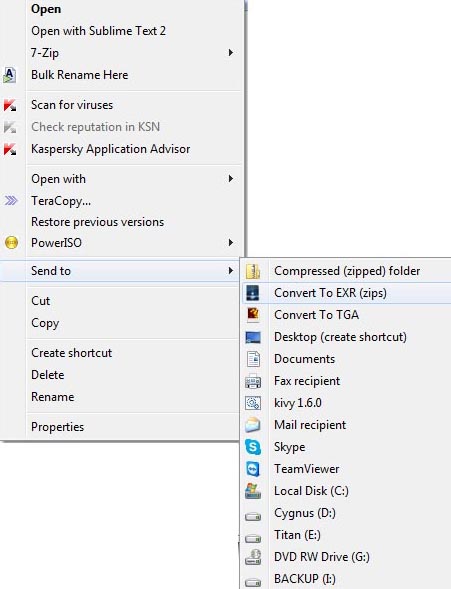 Open
Open with Sublime Text 2
7-Zip
Bulk Rename Here
Scan for viruses
Check reputation in KSN
Kaspersky Application Advisor
Open with
TeraCopy...
Restore previous versions
PowerISO
Send to
Cut
Copy
Create shortcut
Delete
Rename
Properties
Compressed (zipped) folder
Convert To EXR (zips)
Convert To TGA
Desktop (create shortcut)
Documents
Fax recipient
kivy 1.6.0
Mail recipient
Skype
TeamViewer
Local Disk (C:)
Cygnus (D:)
Titan (E:)
DVD RW Drive (G:)
BACKUP (I:)